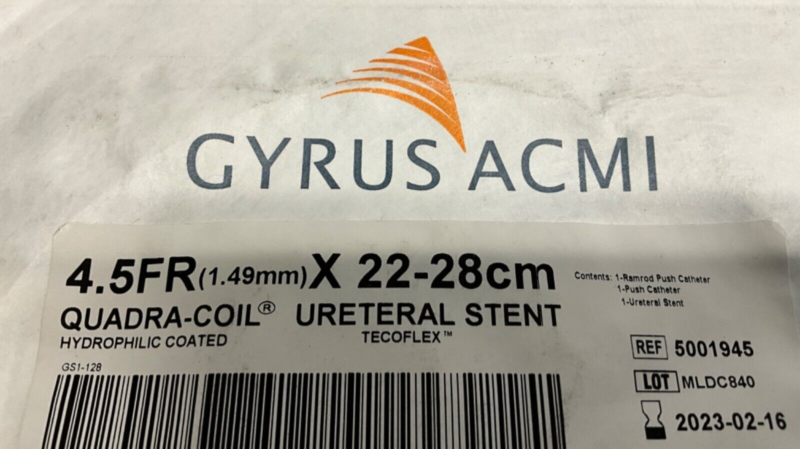 GYRUS ACMI
4.5FR(1.49mm) X 22-28cm
QUADRA-COIL® URETERAL STENT
HYDROPHILIC COATED TECOFLEX™
GS1-128
Contents: 1-Ramrod Push Catheter
1-Push Catheter
1-Ureteral Stent
REF 5001945
LOT MLDC840
2023-02-16